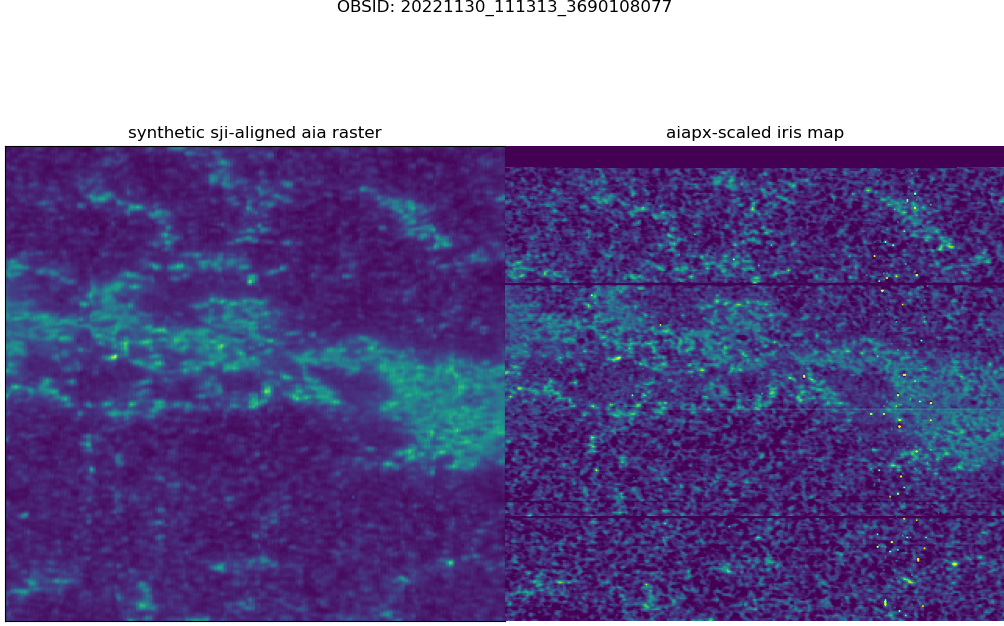 OBSID: 20221130_111313_3690108077
synthetic sji-aligned aia raster
aiapx-scaled iris map